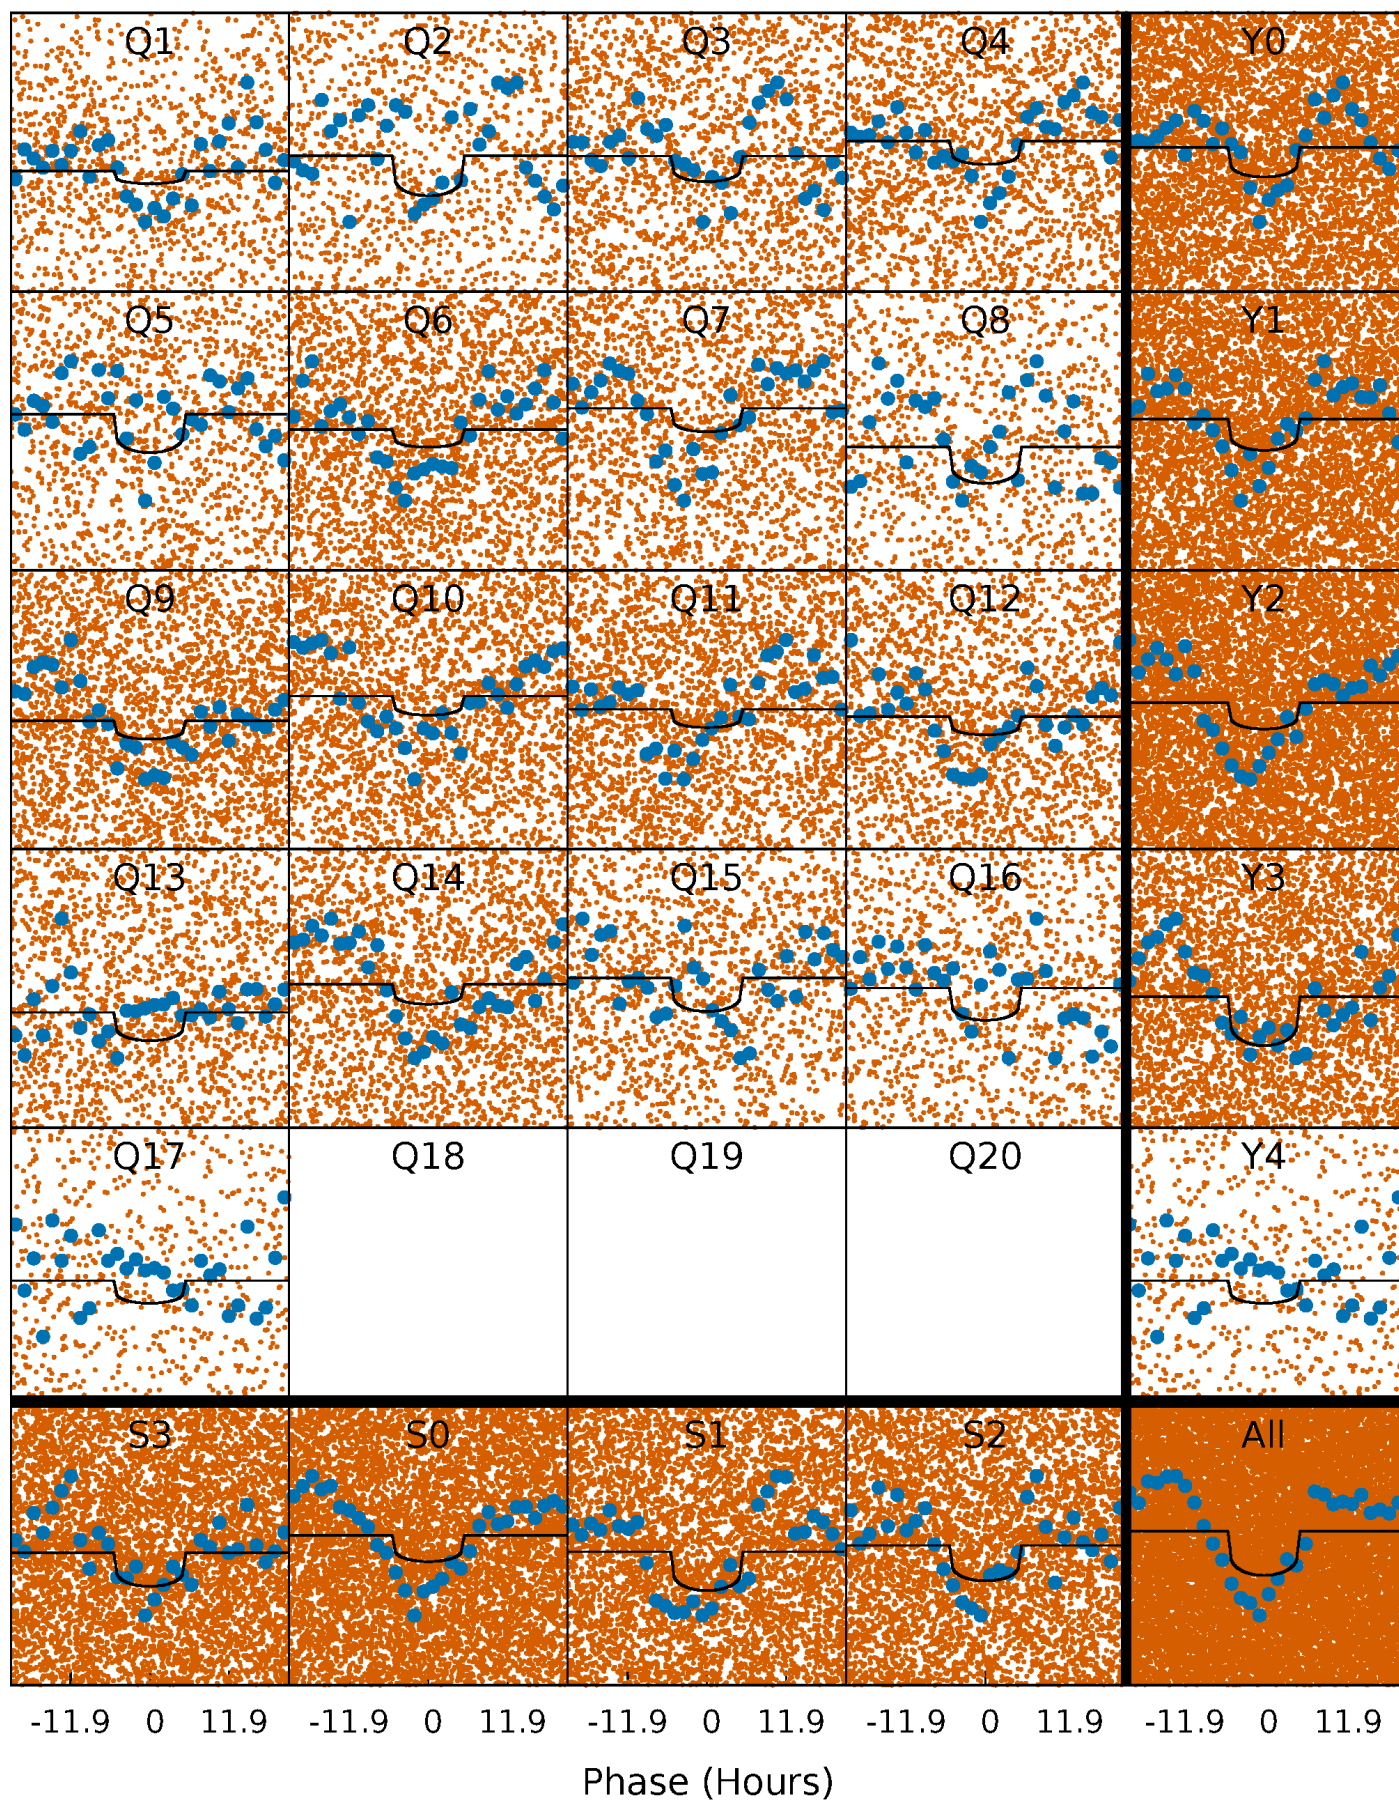 Q1 Q2 Q3 Q4 Y0
Q5 Q6 Q7 Q8 Y1
Q9 Q10 Q11 Q12 Y2
Q13 Q14 Q15 Q16 Y3
Q17 Q18 Q19 Q20 Y4
S3 S0 S1 S2 All
-11.9 0 11.9 -11.9 0 11.9 -11.9 0 11.9 -11.9 0 11.9 -11.9 0 11.9
Phase (Hours)